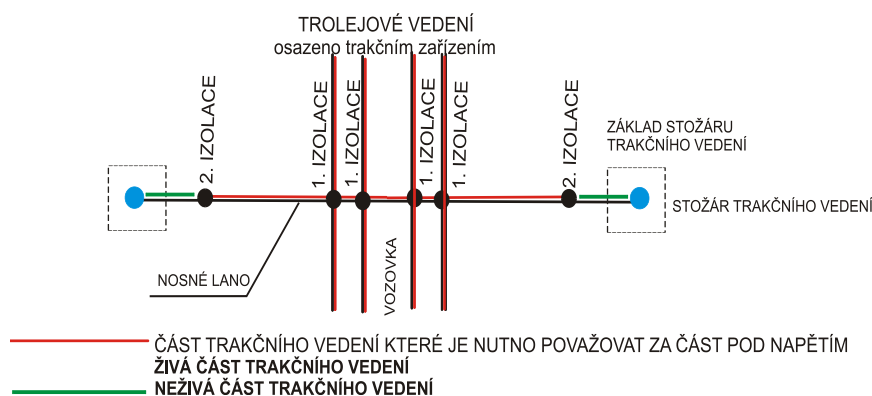 TROLEJOVÉ VEDENÍ
osazeno trakčním zařízením
2. IZOLACE
1. IZOLACE
1. IZOLACE
1. IZOLACE
1. IZOLACE
2. IZOLACE
ZÁKLAD STOŽÁRU
TRAKČNÍHO VEDENÍ
STOŽÁR TRAKČNÍHO VEDENÍ
NOSNÉ LANO
VOZOVKA
ČÁST TRAKČNÍHO VEDENÍ KTERÉ JE NUTNO POVAŽOVAT ZA ČÁST POD NAPĚTÍM
ŽIVÁ ČÁST TRAKČNÍHO VEDENÍ
NEŽIVÁ ČÁST TRAKČNÍHO VEDENÍ